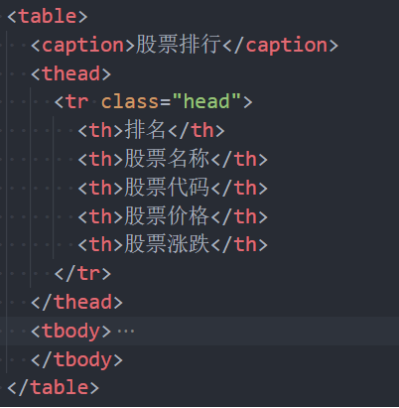 <table>
<caption>股票排行</caption>
<thead>
<tr class="head">
<th>排名</th>
<th>股票名称</th>
<th>股票代码</th>
<th>股票价格</th>
<th>股票涨跌</th>
</tr>
</thead>
<tbody>…
</tbody>
</table>